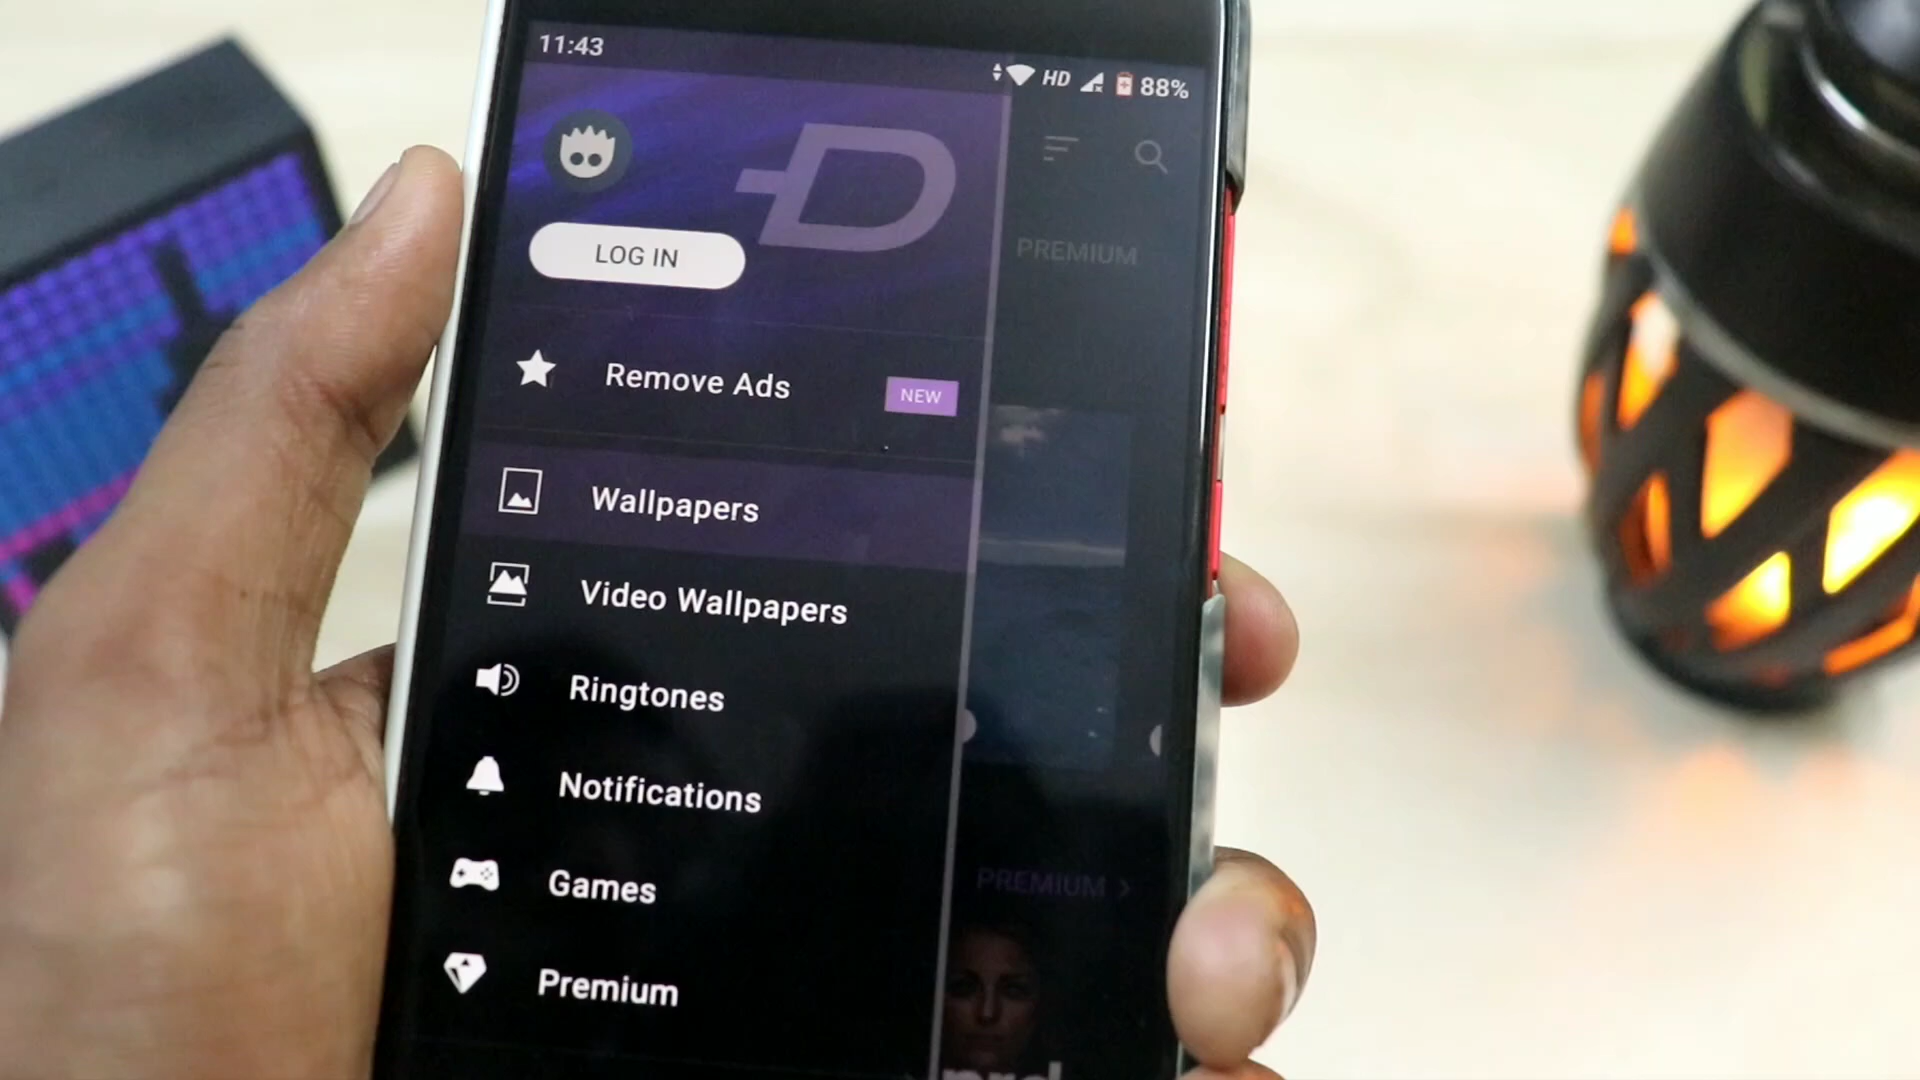 11:43
HD 88%
LOG IN
PREMIUM
Remove Ads NEW
Wallpapers
Video Wallpapers
Ringtones
Notifications
PREMIUM
Games
Premium